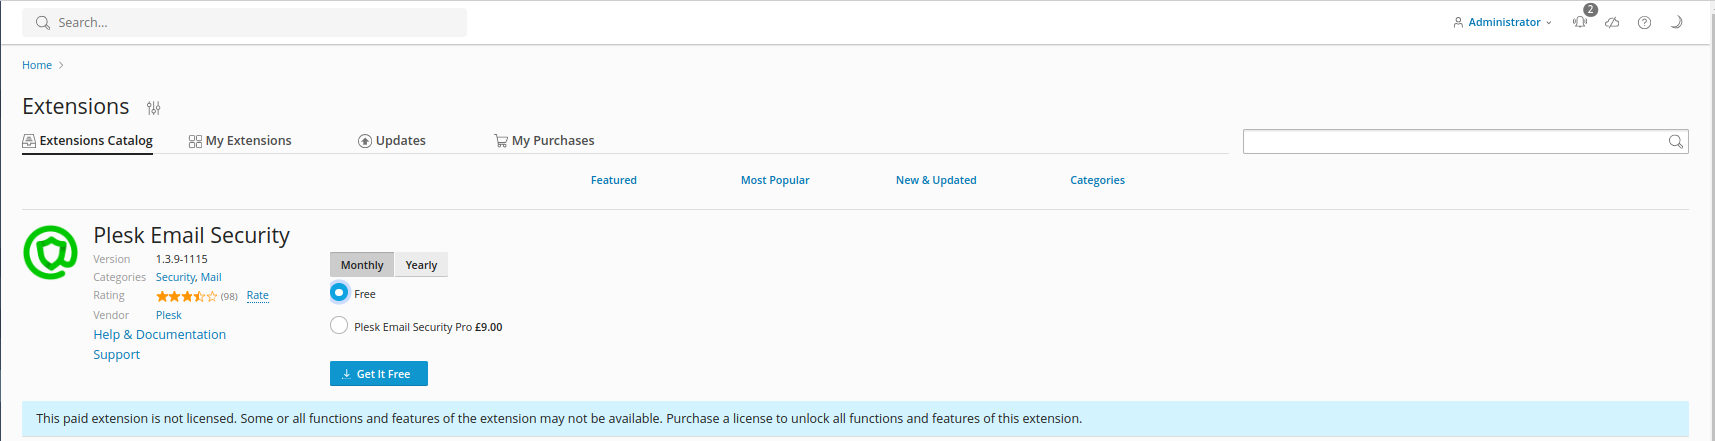 Search...
Administrator
2
Home
Extensions
Extensions Catalog
My Extensions
Updates
My Purchases
Featured
Most Popular
New & Updated
Categories
Plesk Email Security
Version 1.3.9-1115
Categories Security, Mail
Rating (98) Rate
Vendor Plesk
Help & Documentation
Support
Monthly Yearly
Free
Plesk Email Security Pro £9.00
Get It Free
This paid extension is not licensed. Some or all functions and features of the extension may not be available. Purchase a license to unlock all functions and features of this extension.